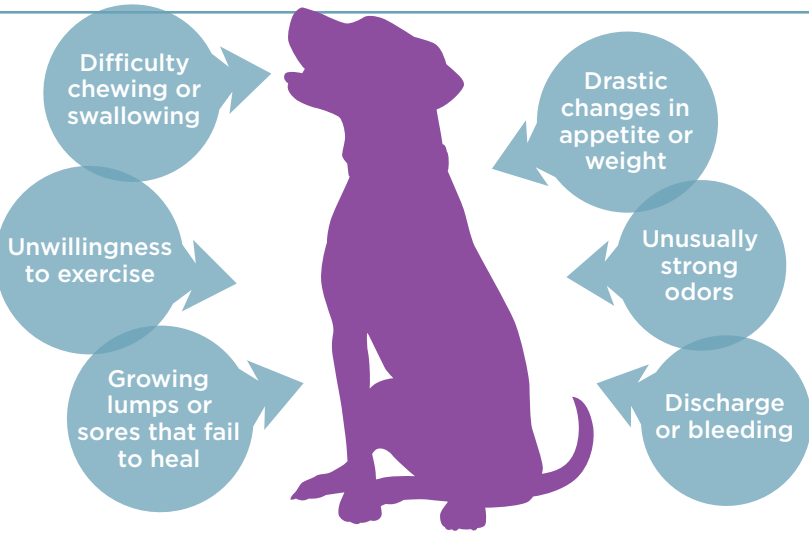 Difficulty
chewing or
swallowing
Unwillingness
to exercise
Growing
lumps or
sores that fail
to heal
Drastic
changes in
appetite or
weight
Unusually
strong
odors
Discharge
or bleeding